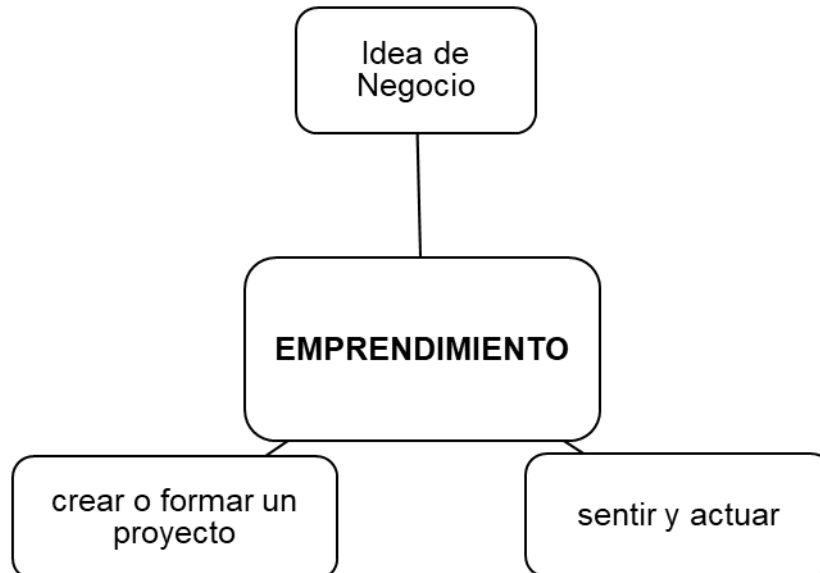 Idea de
Negocio
EMPRENDIMIENTO
crear o formar un
proyecto
sentir y actuar